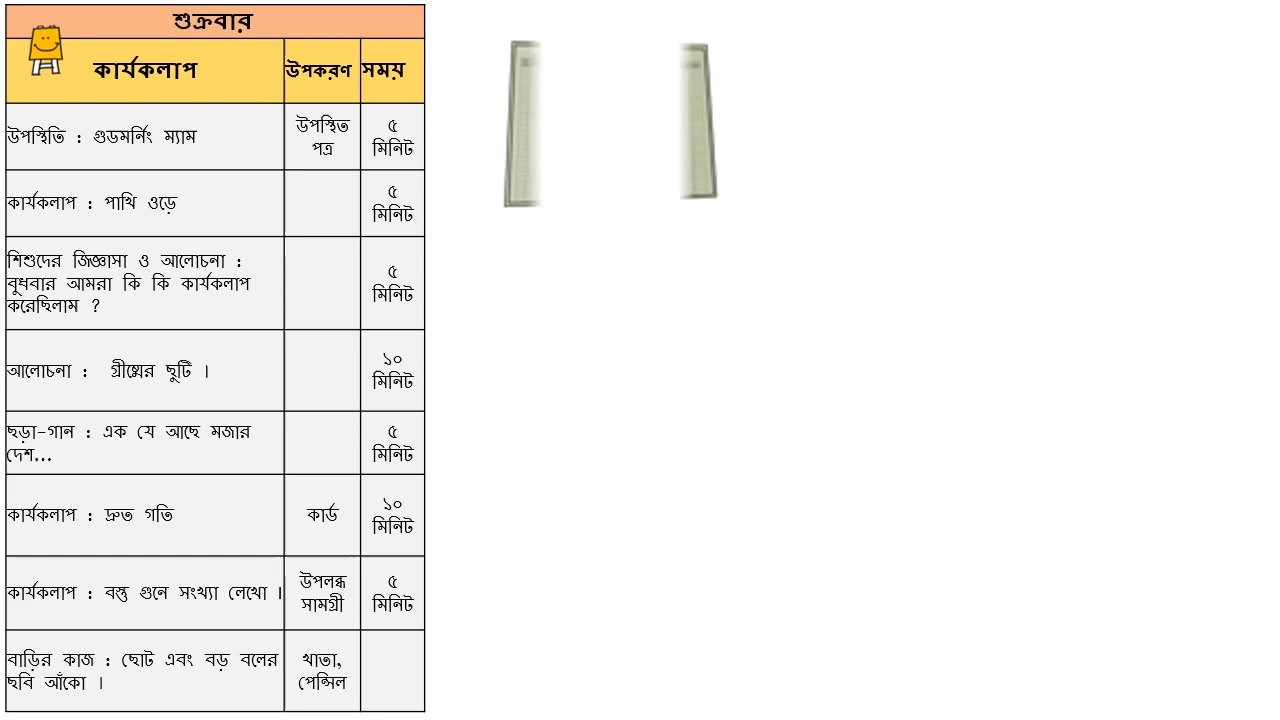 শুক্রবার
কার্যকলাপ
উপকরণ
সময়
উপস্থিতি : গুডমর্নিং ম্যাম
উপস্থিত
পত্র
৫
মিনিট
কার্যকলাপ : পাখি ওড়ে
৫
মিনিট
শিশুদের জিজ্ঞাসা ও আলোচনা :
বুধবার আমরা কি কি কার্যকলাপ
করেছিলাম ?
৫
মিনিট
আলোচনা : গ্রীষ্মের ছুটি ।
১০
মিনিট
ছড়া-গান : এক যে আছে মজার
দেশ...
৫
মিনিট
কার্যকলাপ : দ্রুত গতি
কার্ড
১০
মিনিট
কার্যকলাপ : বস্তু গুনে সংখ্যা লেখো ।
উপলব্ধ
সামগ্রী
৫
মিনিট
বাড়ির কাজ : ছোট এবং বড় বলের
ছবি আঁকো ।
খাতা,
পেন্সিল